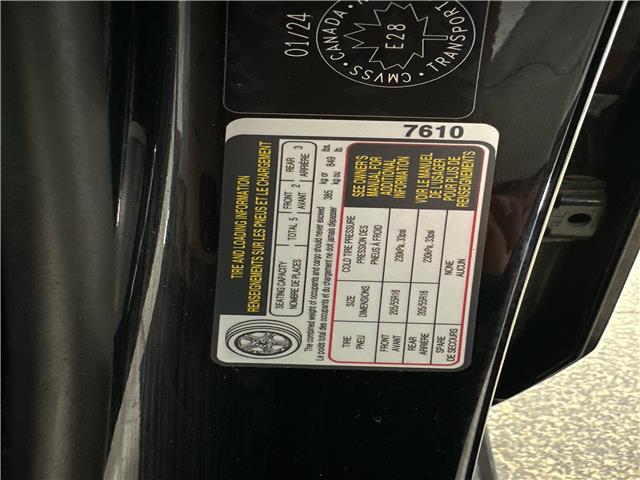 01/24
CMVSS · CANADA · TRANSPORT
E28
7610
TIRE AND LOADING INFORMATION
RENSEIGNEMENTS SUR LES PNEUS ET LE CHARGEMENT
SEATING CAPACITY
NOMBRE DE PLACES
TOTAL 5
FRONT
AVANT
2
REAR
ARRIÈRE
3
The combined weight of occupants and cargo should never exceed
Le poids total des occupants et du chargement ne doit jamais dépasser
385 kg or 849 lbs.
kg ou lb.
TIRE
PNEU
SIZE
DIMENSIONS
COLD TIRE PRESSURE
PRESSION DES
PNEUS À FROID
FRONT
AVANT
205/55R16
230kPa, 33psi
REAR
ARRIÈRE
205/55R16
230kPa, 33psi
SPARE
DE SECOURS
NONE
AUCUN
SEE OWNER'S
MANUAL FOR
ADDITIONAL
INFORMATION
VOIR LE MANUEL
DE L'USAGER
POUR PLUS DE
RENSEIGNEMENTS